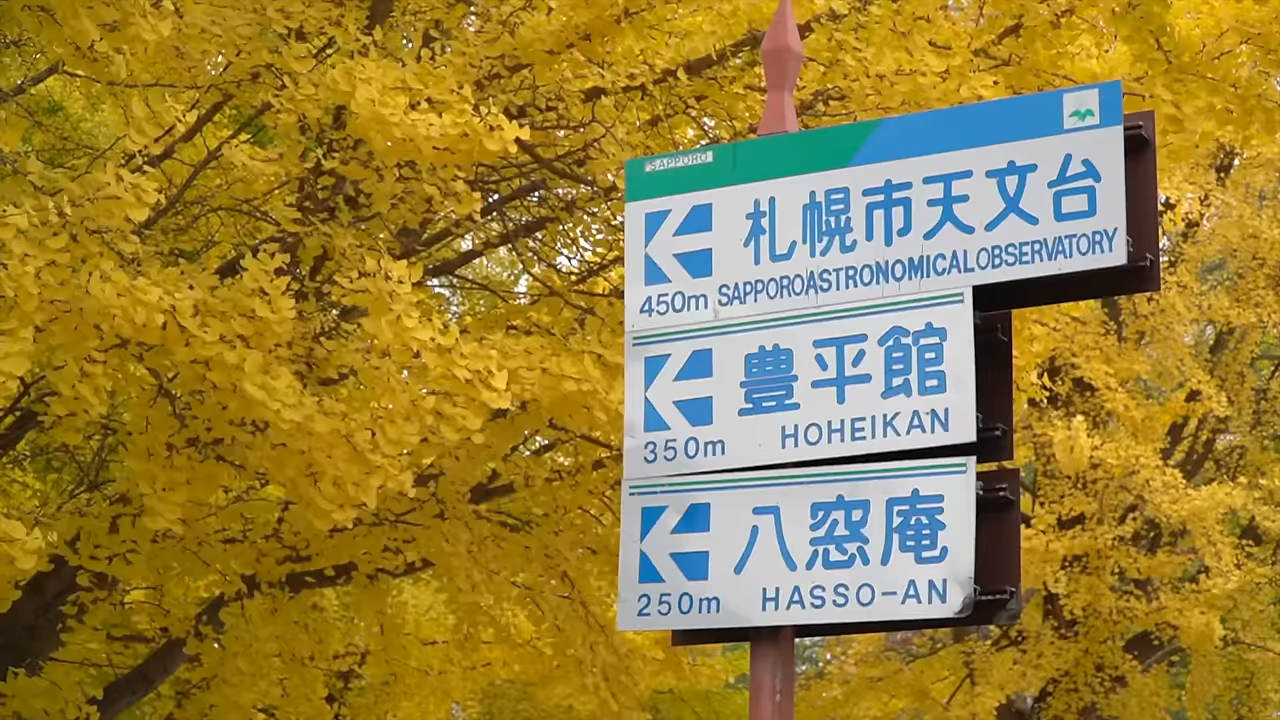 SAPPORO
札幌市天文台
450m SAPPORO ASTRONOMICAL OBSERVATORY
豊平館
350m HOHEIKAN
八窓庵
250m HASSO-AN